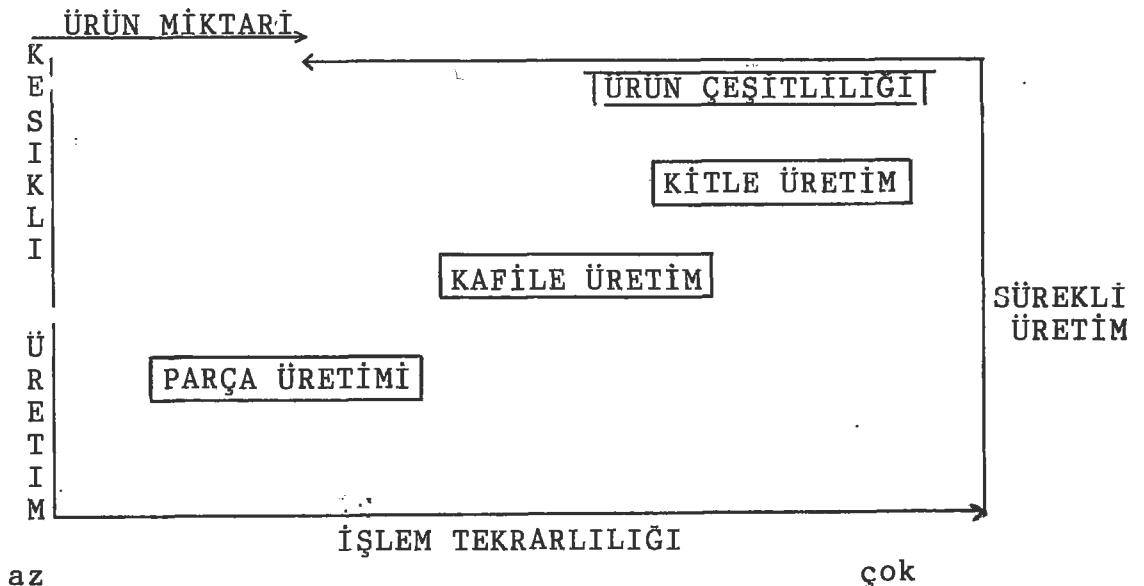 ÜRÜN MİKTARİ
KESIKLI ÜRETIM
ÜRÜN ÇEŞİTLİLİĞİ
KİTLE ÜRETİM
KAFİLE ÜRETİM
SÜREKLİ
ÜRETİM
PARÇA ÜRETİMİ
İŞLEM TEKRARLILIĞI
az
çok